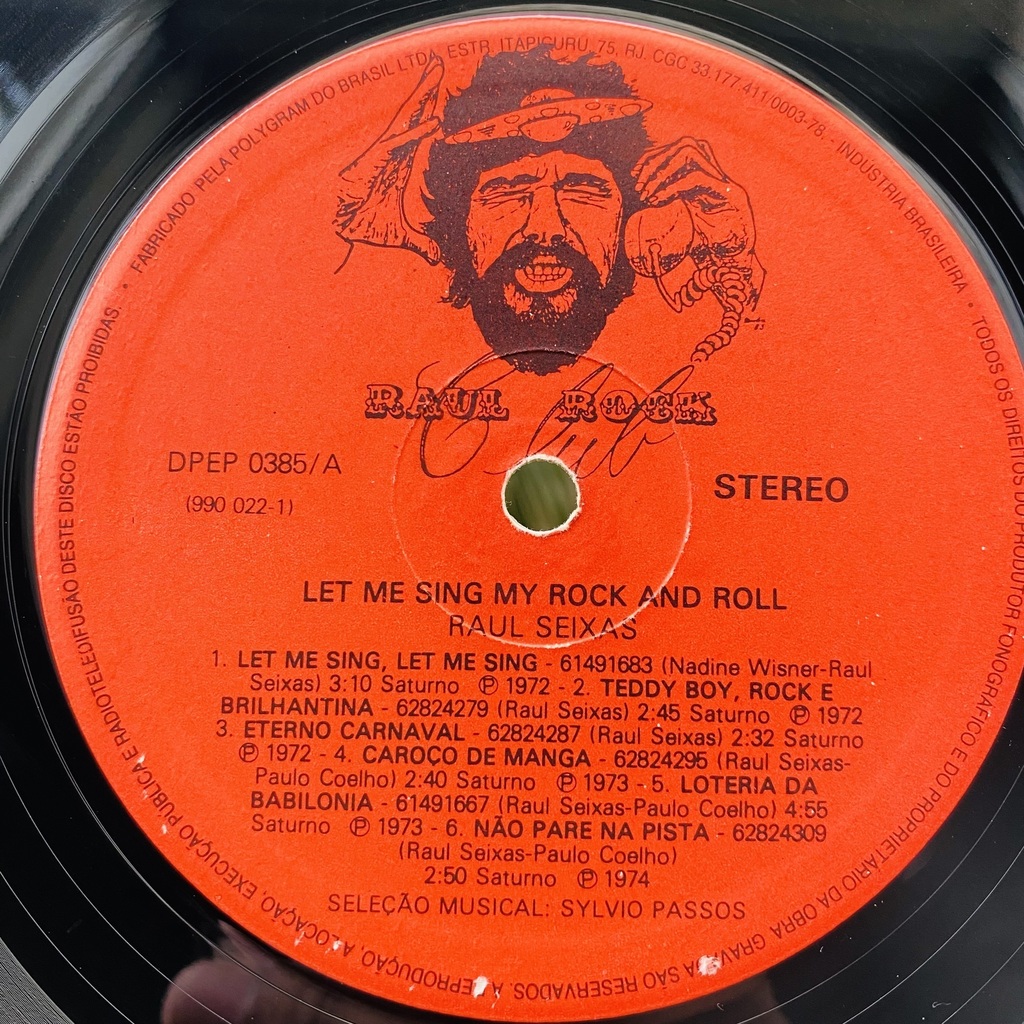 FABRICADO PELA POLYGRAM DO BRASIL LTDA. ESTR. ITAPICURÚ, 75, RJ. CGC 33.177.411/0003-78 - INDÚSTRIA BRASILEIRA • TODOS OS DIREITOS DO PRODUTOR FONOGRÁFICO E DO PROPRIETÁRIO DA OBRA GRAVADA SÃO RESERVADOS. A REPRODUÇÃO, A LOCAÇÃO, EXECUÇÃO PÚBLICA E RADIOTELEDIFUSÃO DESTE DISCO ESTÃO PROIBIDAS. •
RAUL ROCK
Club
DPEP 0385/A
STEREO
(990 022-1)
LET ME SING MY ROCK AND ROLL
RAUL SEIXAS
1. LET ME SING, LET ME SING - 61491683 (Nadine Wisner-Raul
Seixas) 3:10 Saturno ℗ 1972 - 2. TEDDY BOY, ROCK E
BRILHANTINA - 62824279 (Raul Seixas) 2:45 Saturno ℗ 1972
3. ETERNO CARNAVAL - 62824287 (Raul Seixas) 2:32 Saturno
℗ 1972 - 4. CAROÇO DE MANGA - 62824295 (Raul Seixas-
Paulo Coelho) 2:40 Saturno ℗ 1973 - 5. LOTERIA DA
BABILONIA - 61491667 (Raul Seixas-Paulo Coelho) 4:55
Saturno ℗ 1973 - 6. NÃO PARE NA PISTA - 62824309
(Raul Seixas-Paulo Coelho)
2:50 Saturno ℗ 1974
SELEÇÃO MUSICAL: SYLVIO PASSOS